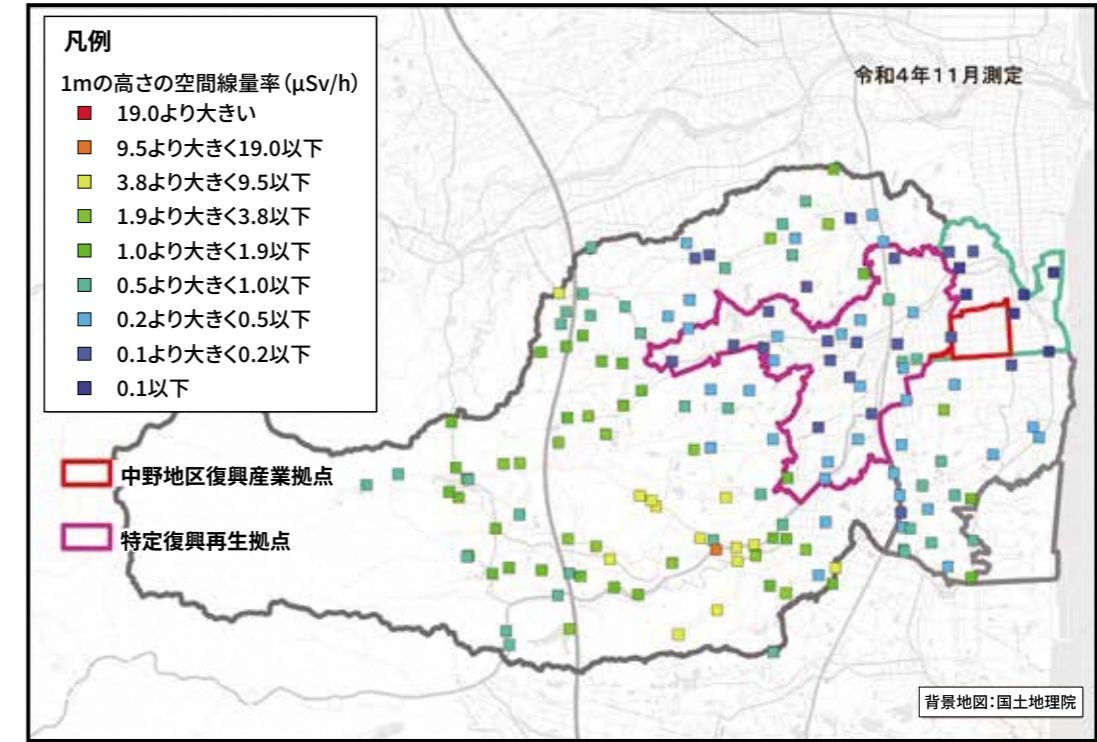 凡例
1mの高さの空間線量率(μSv/h)
19.0より大きい
9.5より大きく19.0以下
3.8より大きく9.5以下
1.9より大きく3.8以下
1.0より大きく1.9以下
0.5より大きく1.0以下
0.2より大きく0.5以下
0.1より大きく0.2以下
0.1以下
令和4年11月測定
中野地区復興産業拠点
特定復興再生拠点
背景地図:国土地理院